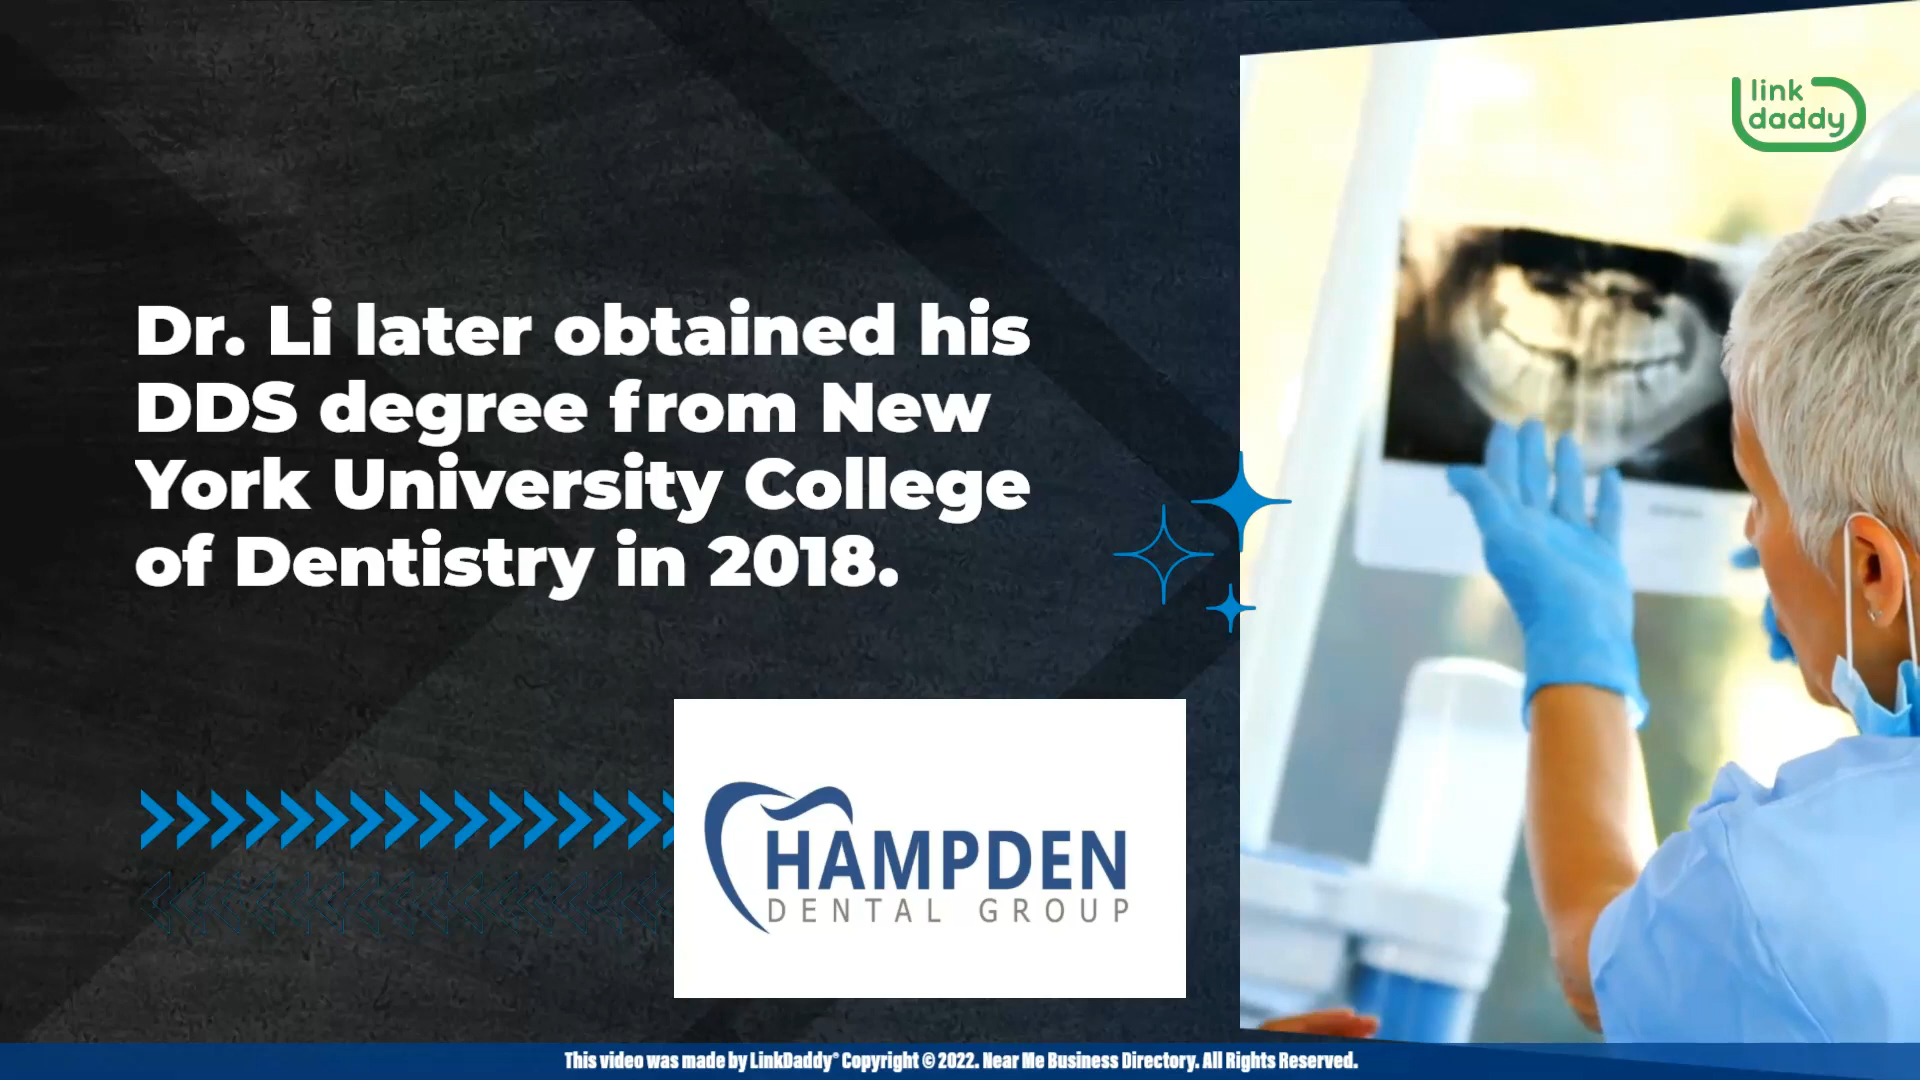 link
daddy
Dr. Li later obtained his
DDS degree from New
York University College
of Dentistry in 2018.
HAMPDEN
DENTAL GROUP
This video was made by LinkDaddy® Copyright © 2022. Near Me Business Directory. All Rights Reserved.